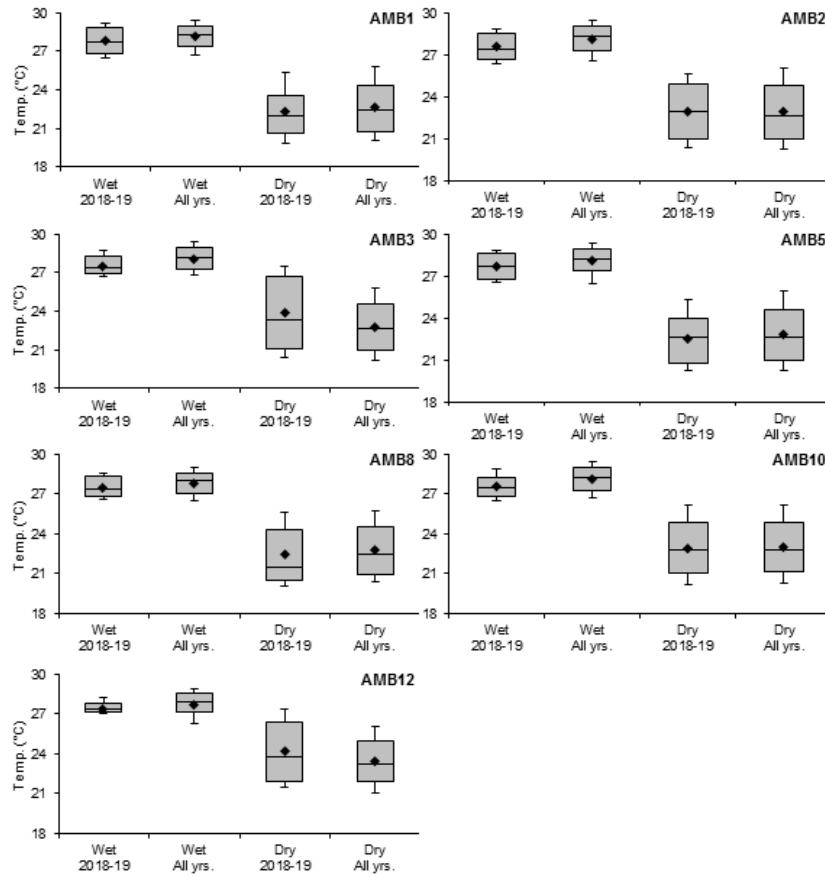 AMB1
Temp. (°C)
30
27
24
21
18
Wet
2018-19
Wet
All yrs.
Dry
2018-19
Dry
All yrs.
AMB2
30
27
24
21
18
Wet
2018-19
Wet
All yrs.
Dry
2018-19
Dry
All yrs.
AMB3
Temp. (°C)
30
27
24
21
18
Wet
2018-19
Wet
All yrs.
Dry
2018-19
Dry
All yrs.
AMB5
30
27
24
21
18
Wet
2018-19
Wet
All yrs.
Dry
2018-19
Dry
All yrs.
AMB8
Temp. (°C)
30
27
24
21
18
Wet
2018-19
Wet
All yrs.
Dry
2018-19
Dry
All yrs.
AMB10
30
27
24
21
18
Wet
2018-19
Wet
All yrs.
Dry
2018-19
Dry
All yrs.
AMB12
Temp. (°C)
30
27
24
21
18
Wet
2018-19
Wet
All yrs.
Dry
2018-19
Dry
All yrs.